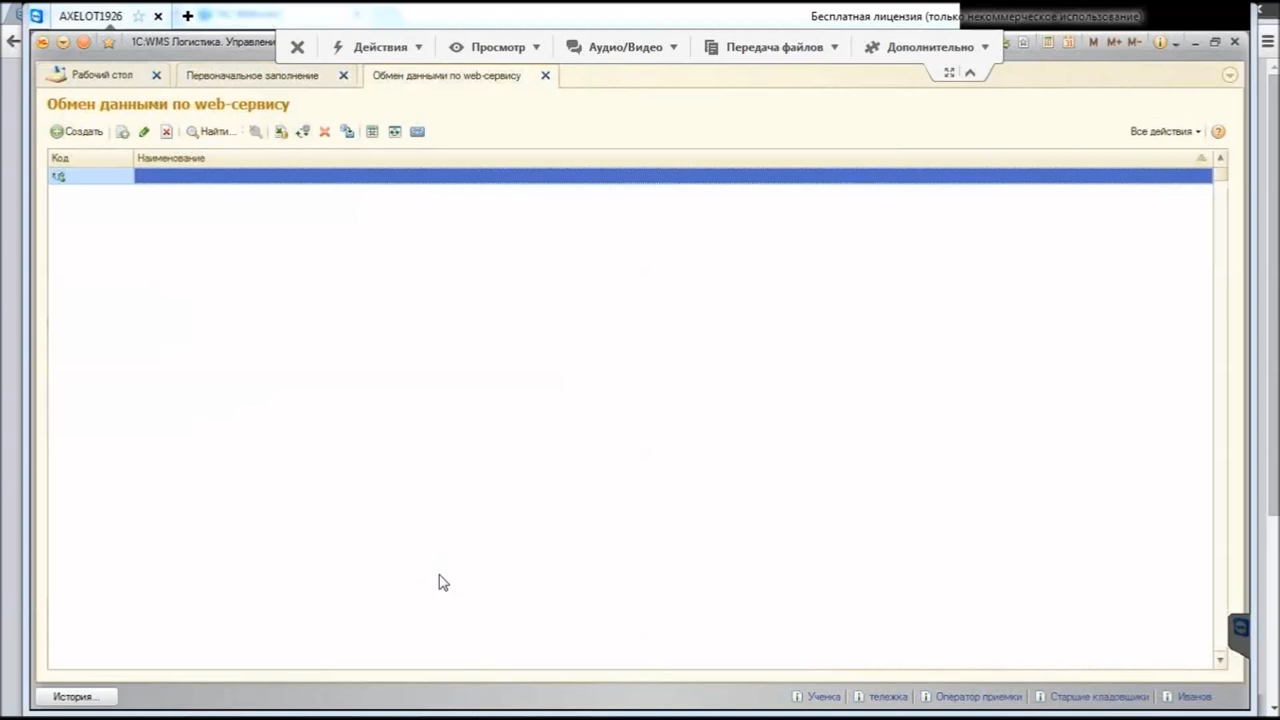 AXELOT1926
Бесплатная лицензия (только некоммерческое использование)
1С:WMS Логистика. Управлени
Действия
Просмотр
Аудио/Видео
Передача файлов
Дополнительно
M M+ M-
Рабочий стол
Первоначальное заполнение
Обмен данными по web-сервису
Обмен данными по web-сервису
Создать
Найти...
Все действия
Код
Наименование
История...
Ученка
тележка
Оператор приемки
Старшие кладовщики
Иванов